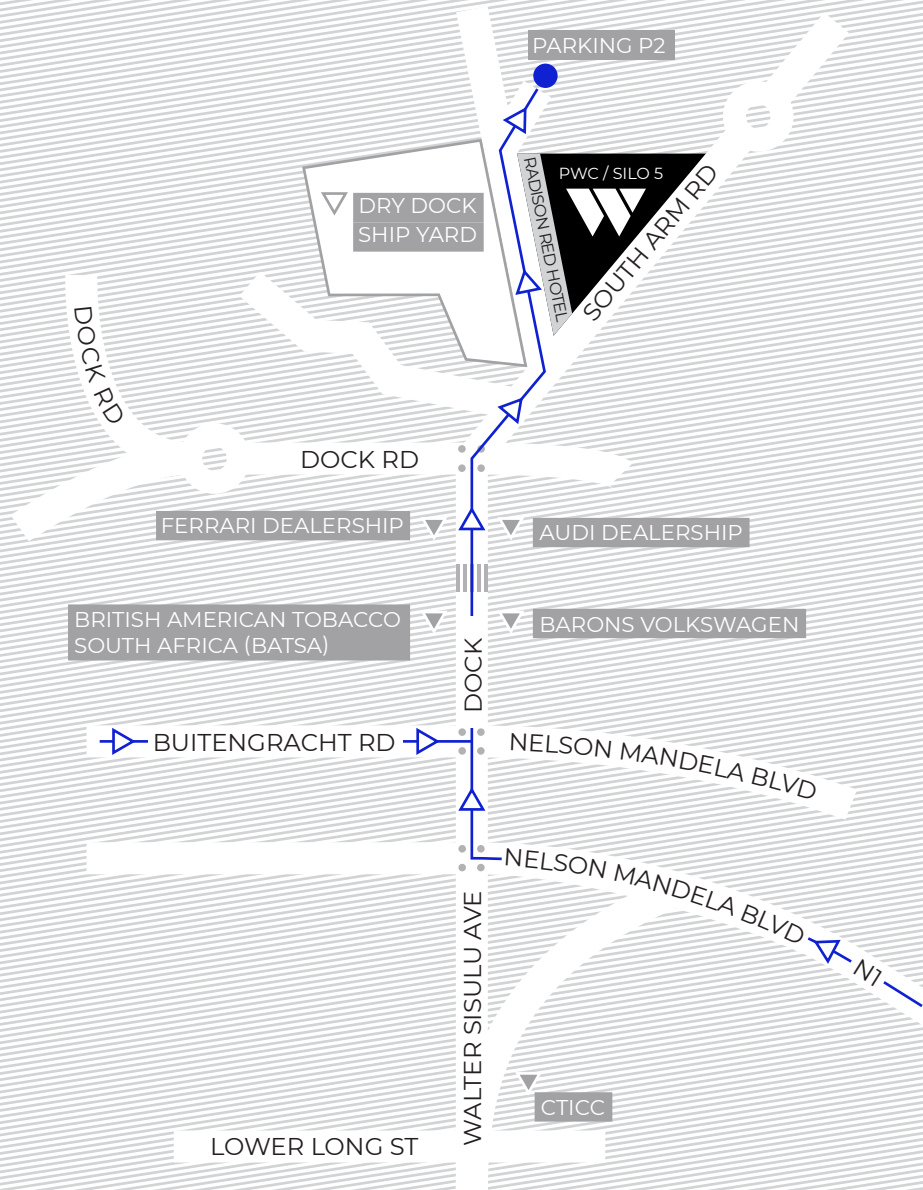 PARKING P2
PWC / SILO 5
RADISON RED HOTEL
SOUTH ARM RD
DRY DOCK
SHIP YARD
DOCK RD
DOCK RD
FERRARI DEALERSHIP
AUDI DEALERSHIP
BRITISH AMERICAN TOBACCO
SOUTH AFRICA (BATSA)
BARONS VOLKSWAGEN
DOCK
BUITENGRACHT RD
NELSON MANDELA BLVD
NELSON MANDELA BLVD
N1
WALTER SISULU AVE
CTICC
LOWER LONG ST